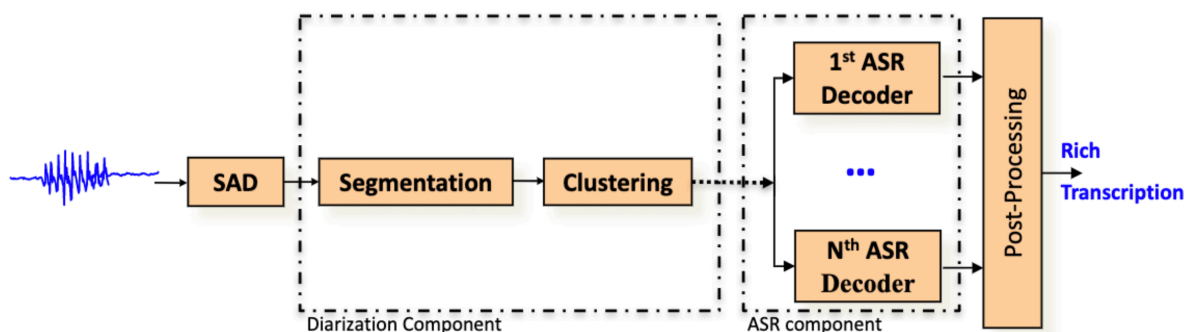 SAD
Segmentation
Clustering
Diarization Component
1st ASR
Decoder
...
Nth ASR
Decoder
ASR component
Post-Processing
Rich
Transcription